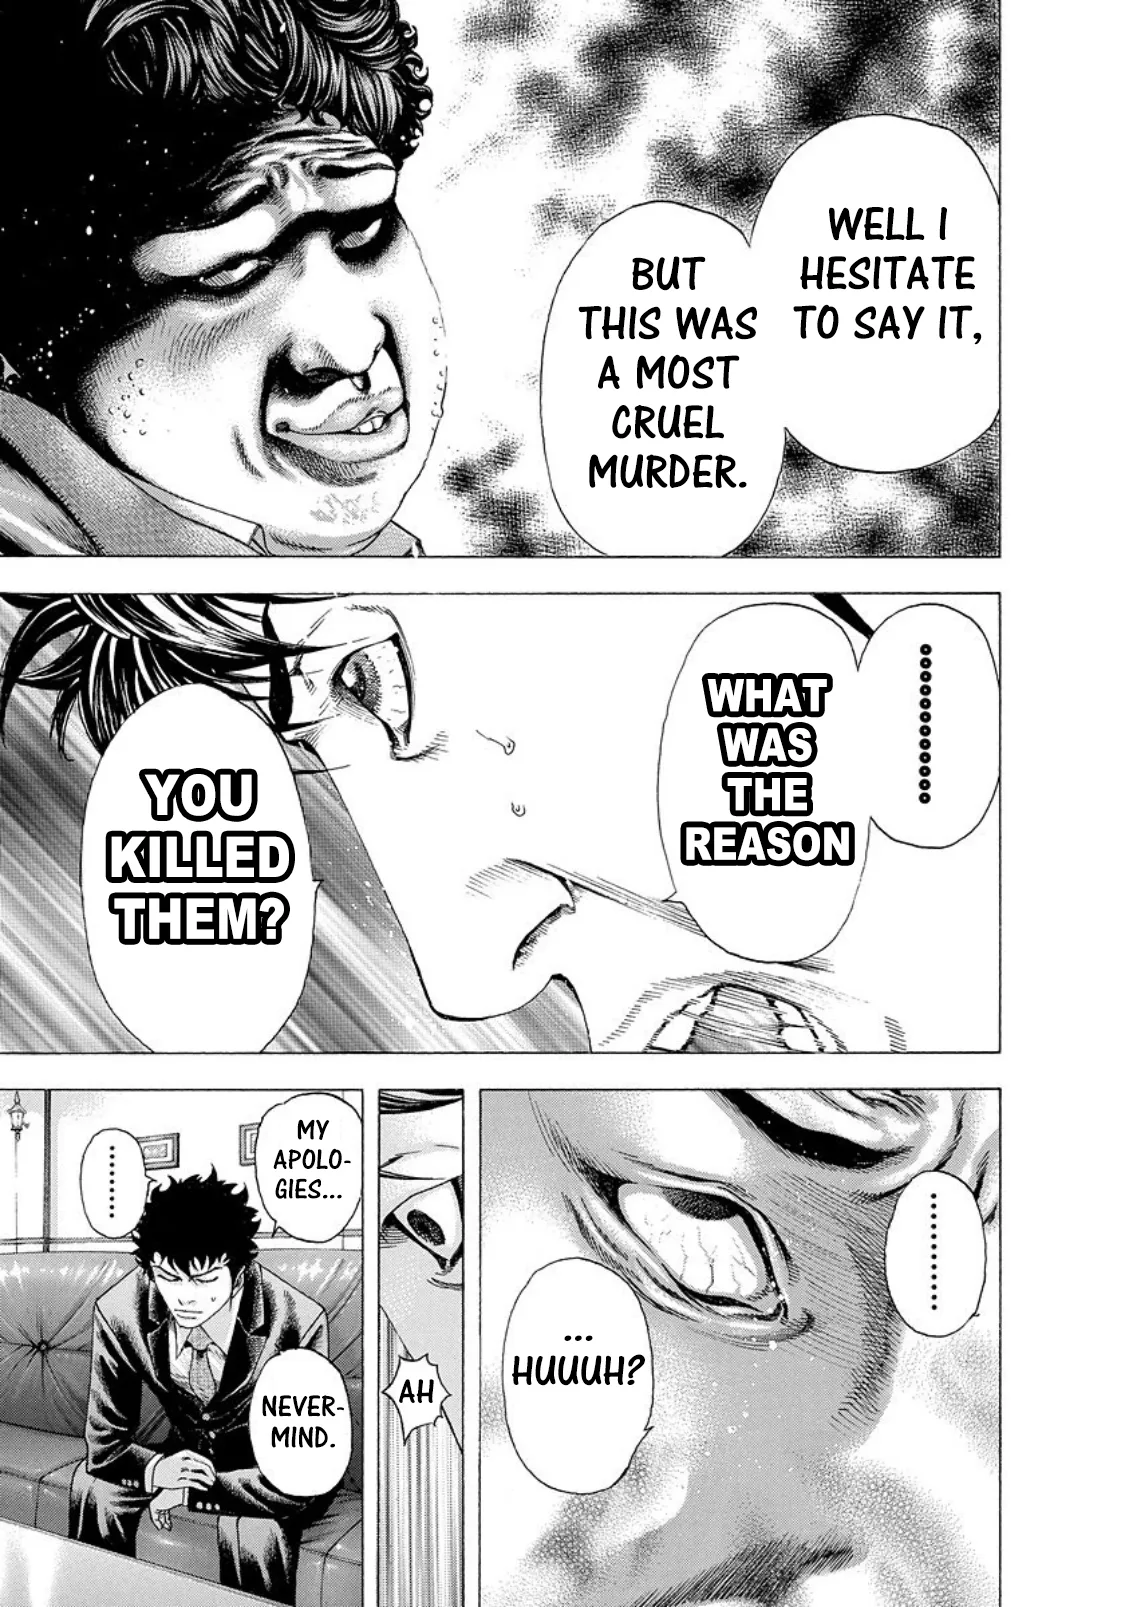 WELL I
HESITATE
TO SAY IT,
BUT
THIS WAS
A MOST
CRUEL
MURDER.
............
WHAT
WAS
THE
REASON
YOU
KILLED
THEM?
..........
...
HUUUH?
AH
MY
APOLO-
GIES...
NEVER-
MIND.
......